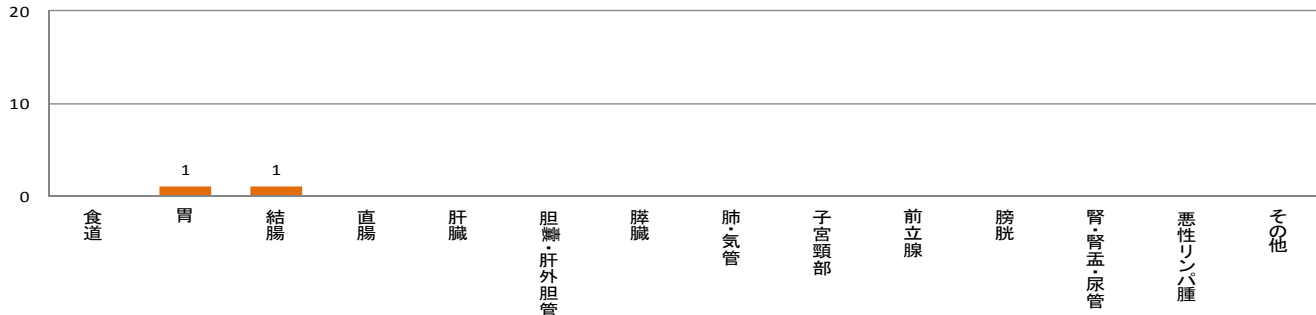 20
10
0
1
1
食道
胃
結腸
直腸
肝臓
胆嚢・肝外胆管
膵臓
肺・気管
子宮頸部
前立腺
膀胱
腎・腎盂・尿管
悪性リンパ腫
その他